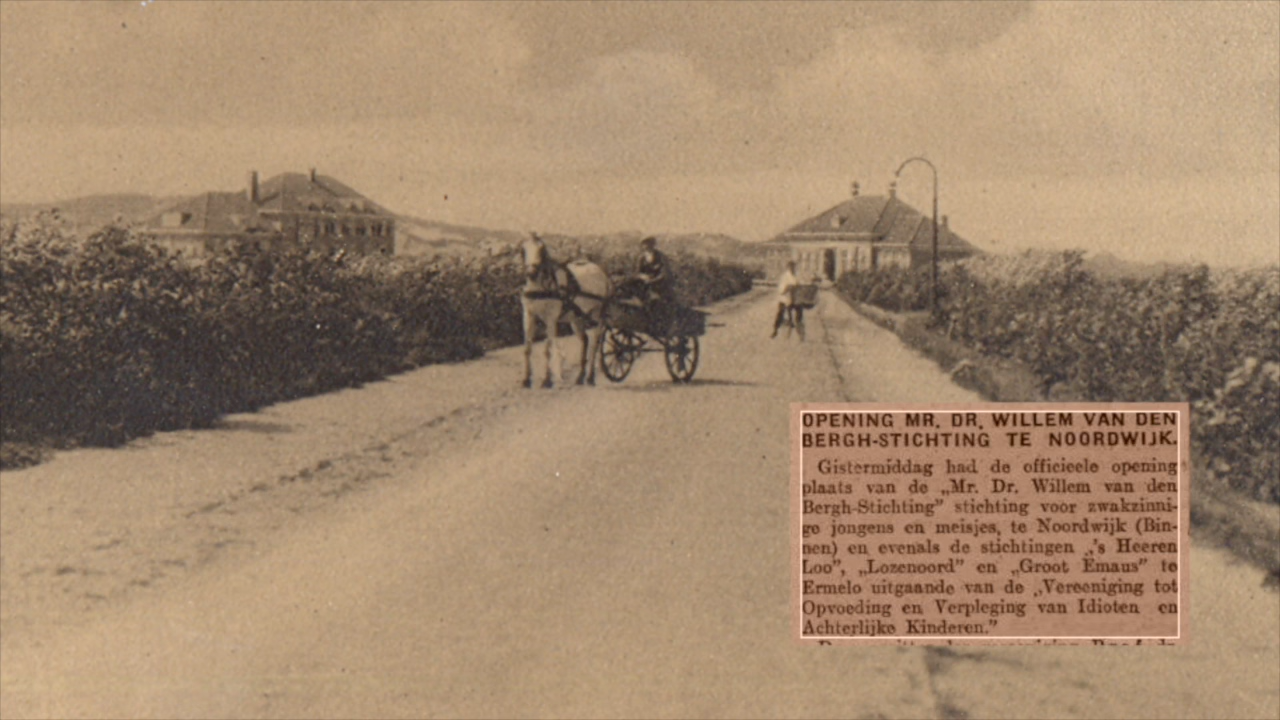 OPENING MR. DR. WILLEM VAN DEN
BERGH-STICHTING TE NOORDWIJK.
Gistermiddag had de officieele opening
plaats van de „Mr. Dr. Willem van den
Bergh-Stichting” stichting voor zwakzinni-
ge jongens en meisjes, te Noordwijk (Bin-
nen) en evenals de stichtingen „'s Heeren
Loo”, „Lozenoord” en „Groot Emaus” te
Ermelo uitgaande van de „Vereeniging tot
Opvoeding en Verpleging van Idioten en
Achterlijke Kinderen.”